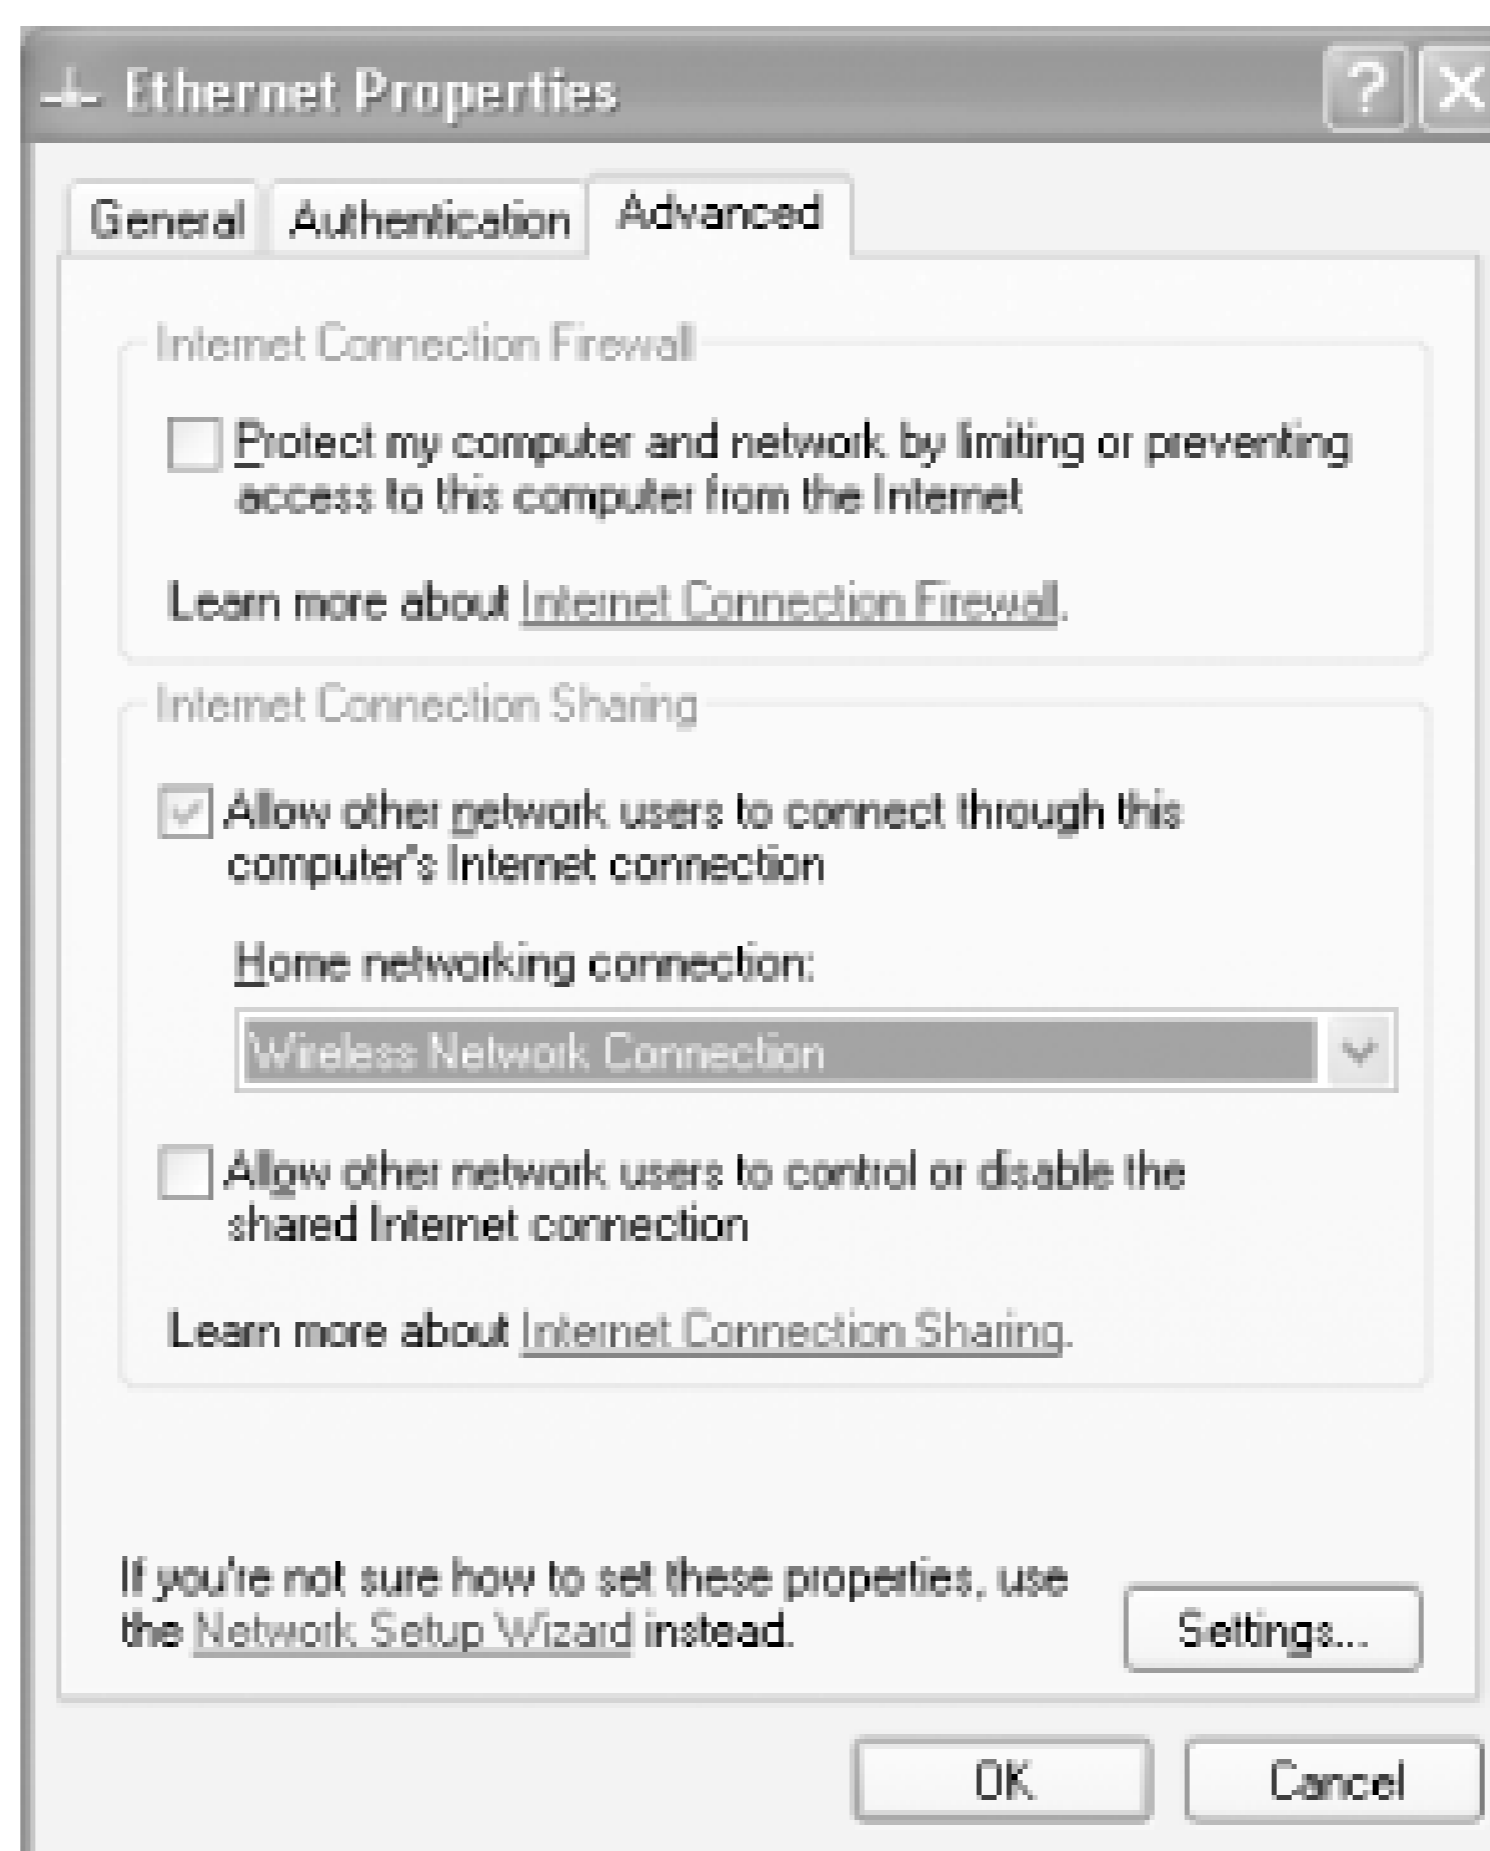 Ethernet Properties
General Authentication Advanced
Internet Connection Firewall
Protect my computer and network by limiting or preventing
access to this computer from the Internet
Learn more about Internet Connection Firewall.
Internet Connection Sharing
Allow other network users to connect through this
computer's Internet connection
Home networking connection:
Wireless Network Connection
Allow other network users to control or disable the
shared Internet connection
Learn more about Internet Connection Sharing.
If you're not sure how to set these properties, use
the Network Setup Wizard instead.
Settings...
OK Cancel